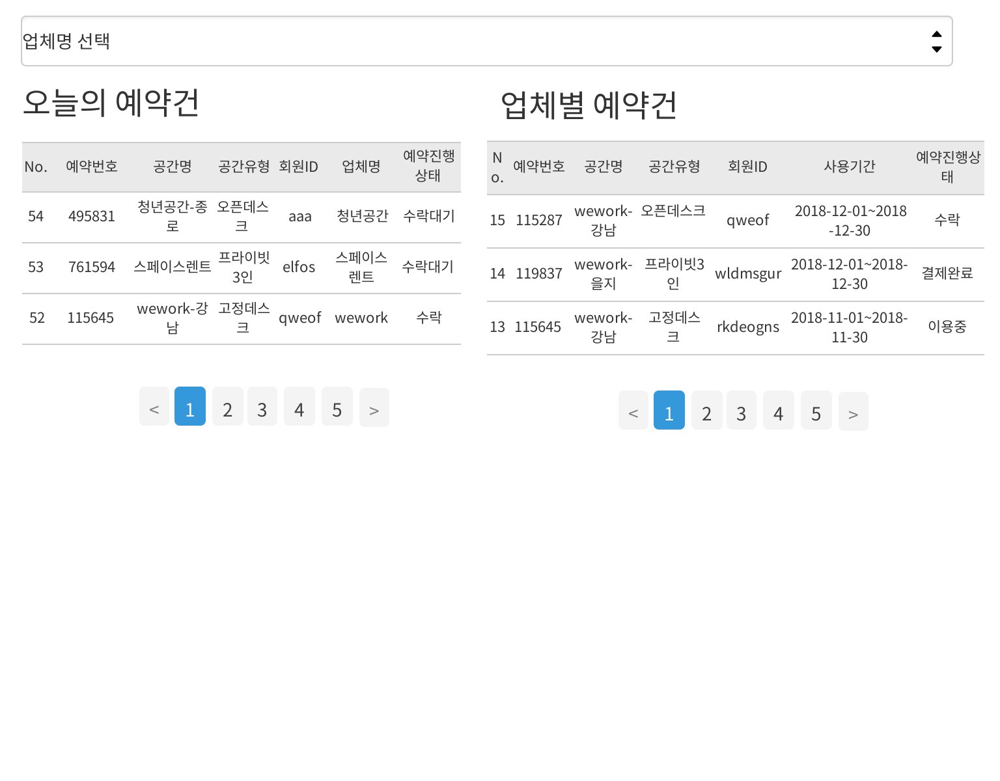 업체명 선택
오늘의 예약건
No. 예약번호 공간명 공간유형 회원ID 업체명 예약진행
상태
54 495831 청년공간-종 오픈데스 aaa 청년공간 수락대기
로 크
53 761594 스페이스렌트 프라이빗 elfos 스페이스 수락대기
3인 렌트
52 115645 wework-강 고정데스 qweof wework 수락
남 크
< 1 2 3 4 5 >
업체별 예약건
N 예약번호 공간명 공간유형 회원ID 사용기간 예약진행상
o. 태
15 115287 wework- 오픈데스크 qweof 2018-12-01~2018 수락
강남 -12-30
14 119837 wework- 프라이빗3 wldmsgur 2018-12-01~2018- 결제완료
을지 인 12-30
13 115645 wework- 고정데스 rkdeogns 2018-11-01~2018- 이용중
강남 크 11-30
< 1 2 3 4 5 >